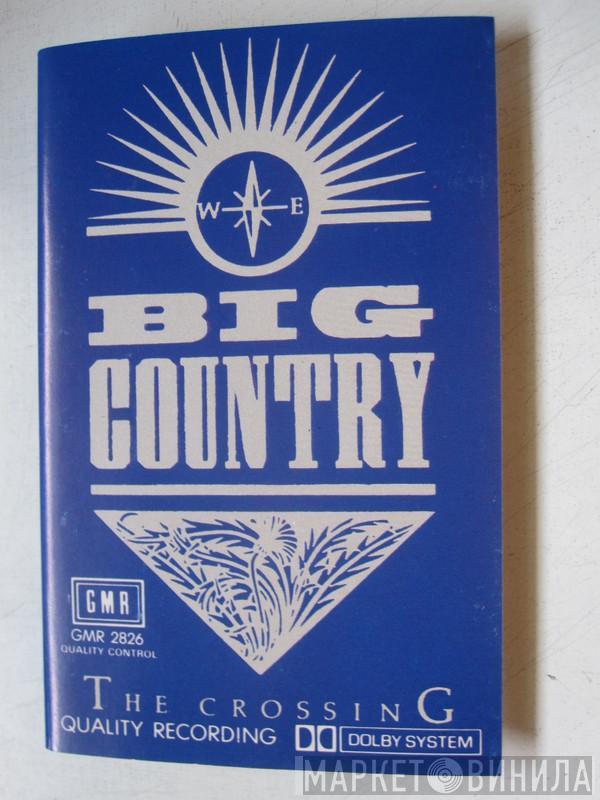 W E
BIG
COUNTRY
GMR
GMR 2826
QUALITY CONTROL
THE CROSSING
QUALITY RECORDING DOLBY SYSTEM
МАРКЕТ ВИНИЛА